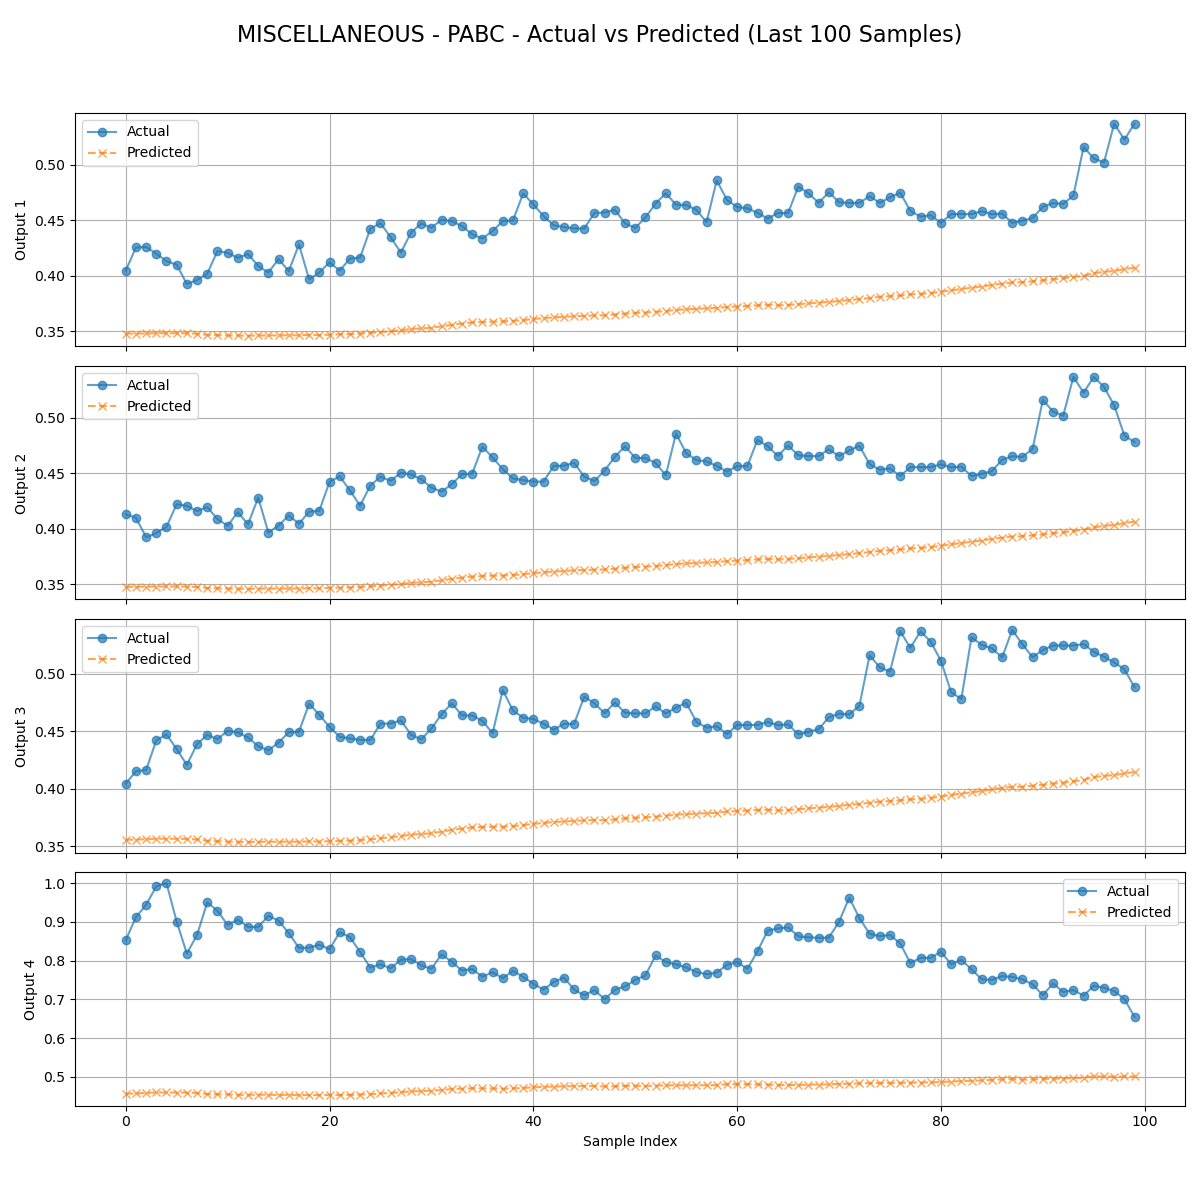 MISCELLANEOUS - PABC - Actual vs Predicted (Last 100 Samples)
Actual
Predicted
0.50
0.45
0.40
0.35
Output 1
Actual
Predicted
0.50
0.45
0.40
0.35
Output 2
Actual
Predicted
0.50
0.45
0.40
0.35
Output 3
Actual
Predicted
1.0
0.9
0.8
0.7
0.6
0.5
Output 4
0 20 40 60 80 100
Sample Index